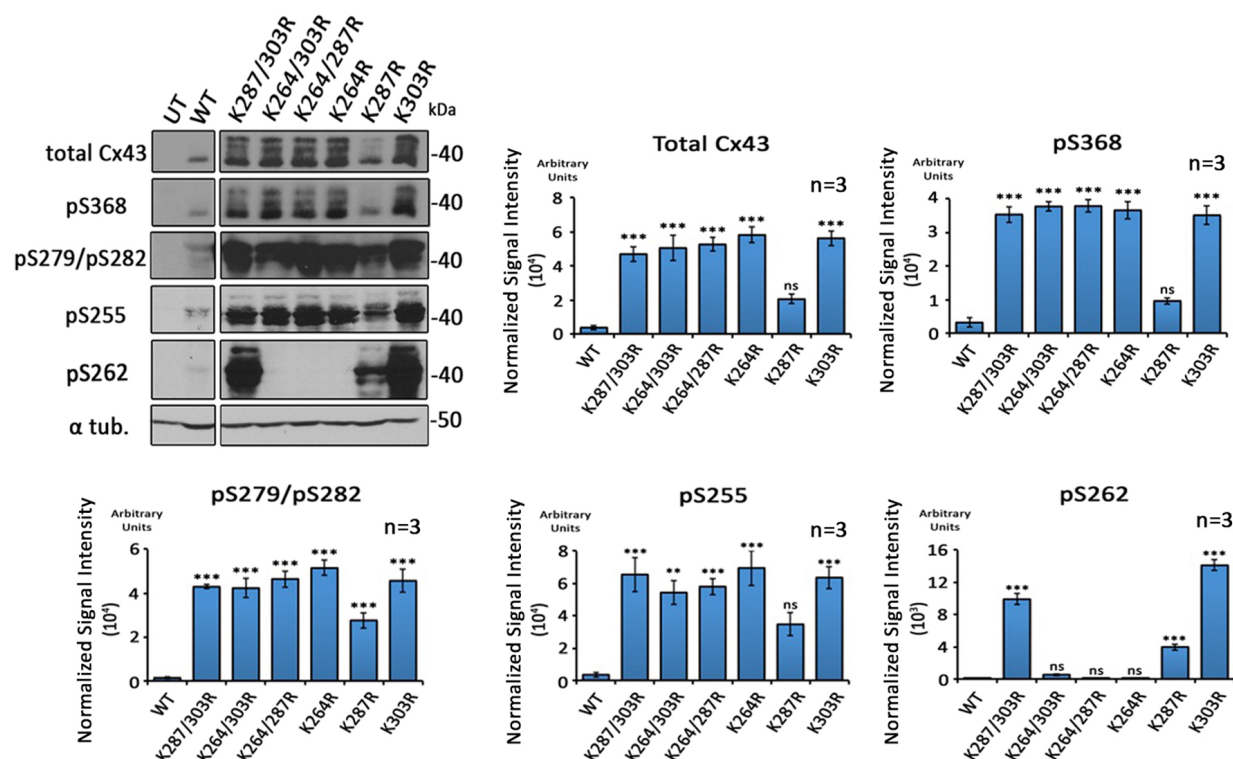 UT
WT
K287/303R
K264/303R
K264/287R
K264R
K287R
K303R
kDa
total Cx43
-40
pS368
-40
pS279/pS282
-40
pS255
-40
pS262
-40
α tub.
-50
Total Cx43
Arbitrary
Units
n=3
Normalized Signal Intensity
(10⁴)
8
6
4
2
0
***
***
***
***
ns
***
WT
K287/303R
K264/303R
K264/287R
K264R
K287R
K303R
pS368
Arbitrary
Units
n=3
Normalized Signal Intensity
(10⁴)
4
3
2
1
0
***
***
***
***
ns
***
WT
K287/303R
K264/303R
K264/287R
K264R
K287R
K303R
pS279/pS282
Arbitrary
Units
n=3
Normalized Signal Intensity
(10⁴)
6
4
2
0
***
***
***
***
***
***
WT
K287/303R
K264/303R
K264/287R
K264R
K287R
K303R
pS255
Arbitrary
Units
n=3
Normalized Signal Intensity
(10⁴)
8
6
4
2
0
***
**
***
***
ns
***
WT
K287/303R
K264/303R
K264/287R
K264R
K287R
K303R
pS262
Arbitrary
Units
n=3
Normalized Signal Intensity
(10³)
16
12
8
4
0
***
ns
ns
ns
***
***
WT
K287/303R
K264/303R
K264/287R
K264R
K287R
K303R